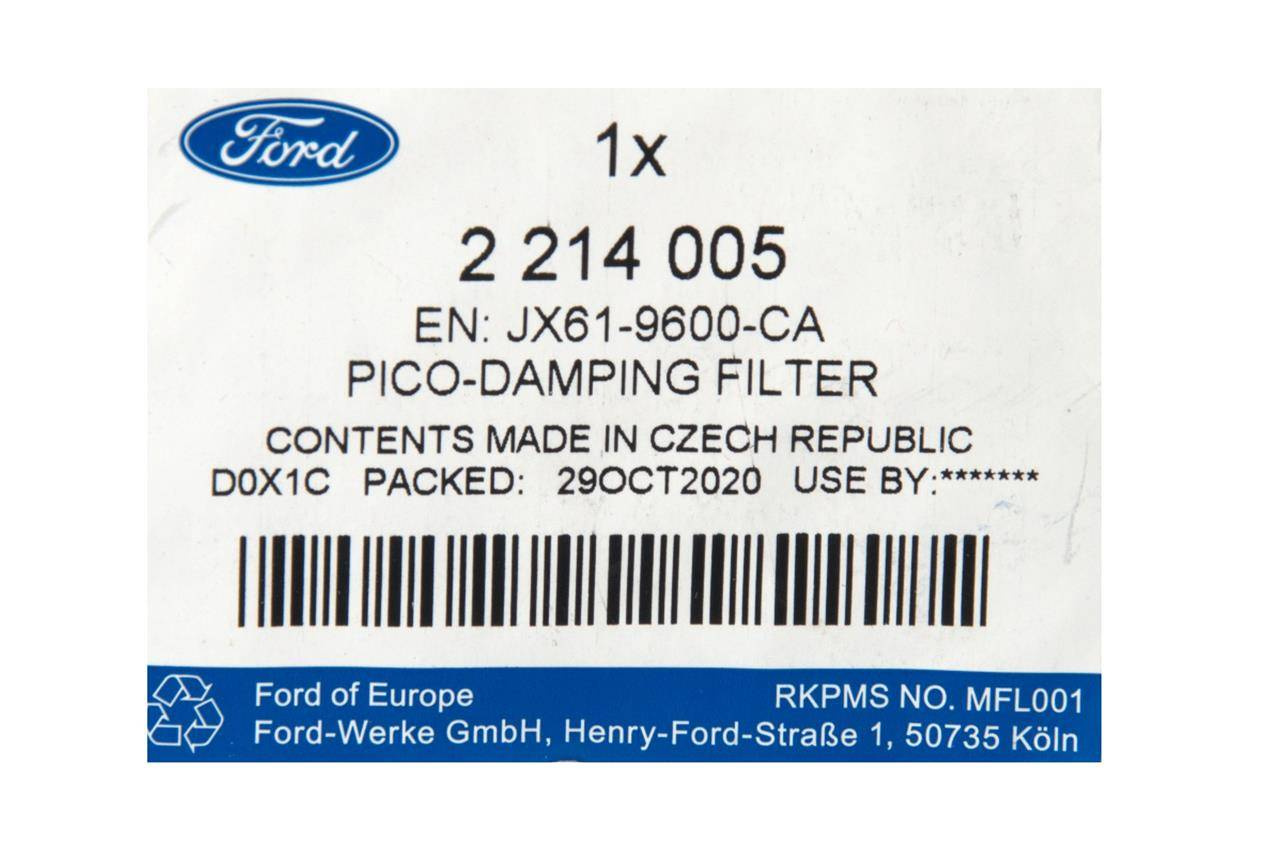 Ford
1x
2 214 005
EN: JX61-9600-CA
PICO-DAMPING FILTER
CONTENTS MADE IN CZECH REPUBLIC
D0X1C PACKED: 29OCT2020 USE BY:*******
Ford of Europe RKPMS NO. MFL001
Ford-Werke GmbH, Henry-Ford-Straße 1, 50735 Köln